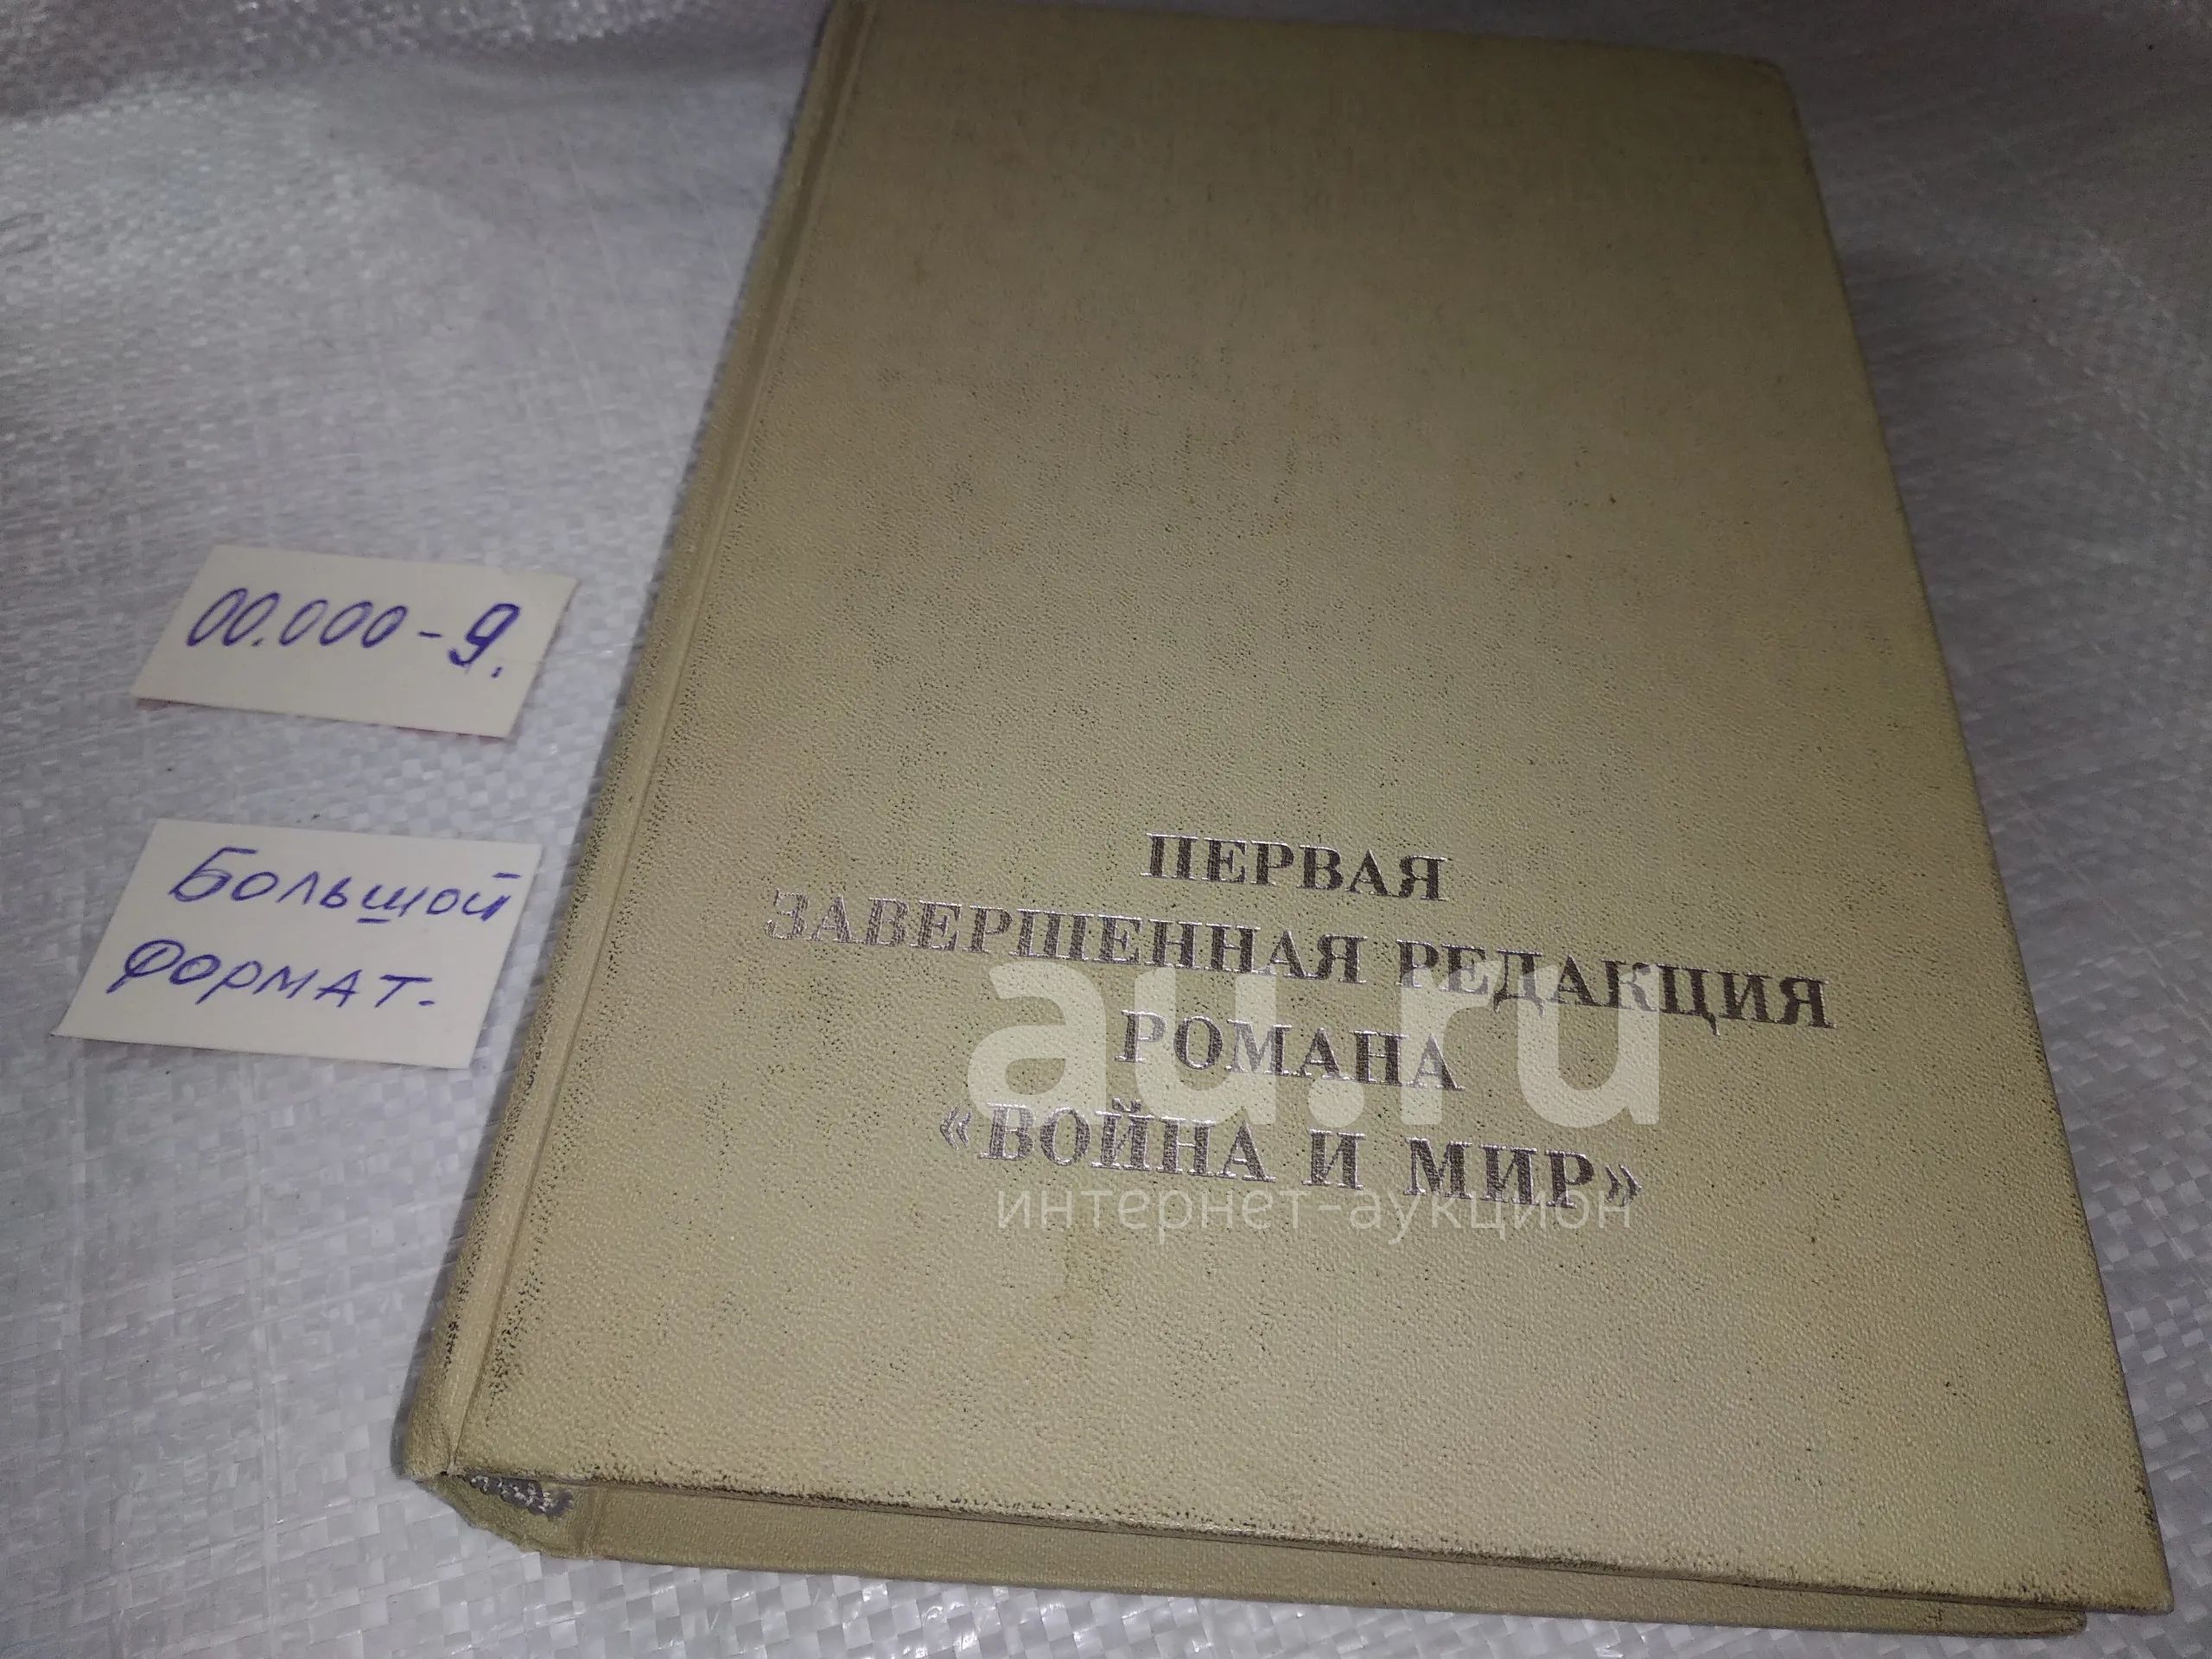 00.000-9.
Большой
формат.
ПЕРВАЯ
ЗАВЕРШЕННАЯ РЕДАКЦИЯ
РОМАНА
«ВОЙНА И МИР»
au.ru
интернет-аукцион